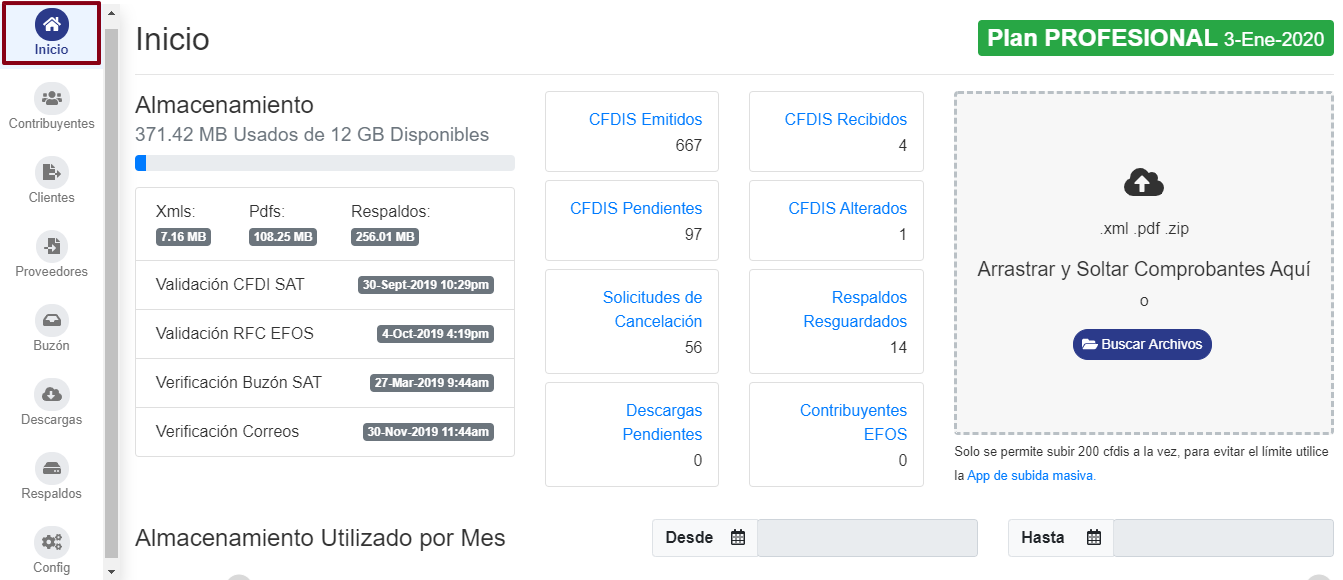 Inicio
Contribuyentes
Clientes
Proveedores
Buzón
Descargas
Respaldos
Config
Inicio
Plan PROFESIONAL 3-Ene-2020
Almacenamiento
371.42 MB Usados de 12 GB Disponibles
Xmls: Pdfs: Respaldos:
7.16 MB 108.25 MB 256.01 MB
Validación CFDI SAT 30-Sept-2019 10:29pm
Validación RFC EFOS 4-Oct-2019 4:19pm
Verificación Buzón SAT 27-Mar-2019 9:44am
Verificación Correos 30-Nov-2019 11:44am
CFDIS Emitidos
667
CFDIS Recibidos
4
CFDIS Pendientes
97
CFDIS Alterados
1
Solicitudes de
Cancelación
56
Respaldos
Resguardados
14
Descargas
Pendientes
0
Contribuyentes
EFOS
0
.xml .pdf .zip
Arrastrar y Soltar Comprobantes Aquí
o
Buscar Archivos
Solo se permite subir 200 cfdis a la vez, para evitar el límite utilice
la App de subida masiva.
Almacenamiento Utilizado por Mes
Desde
Hasta